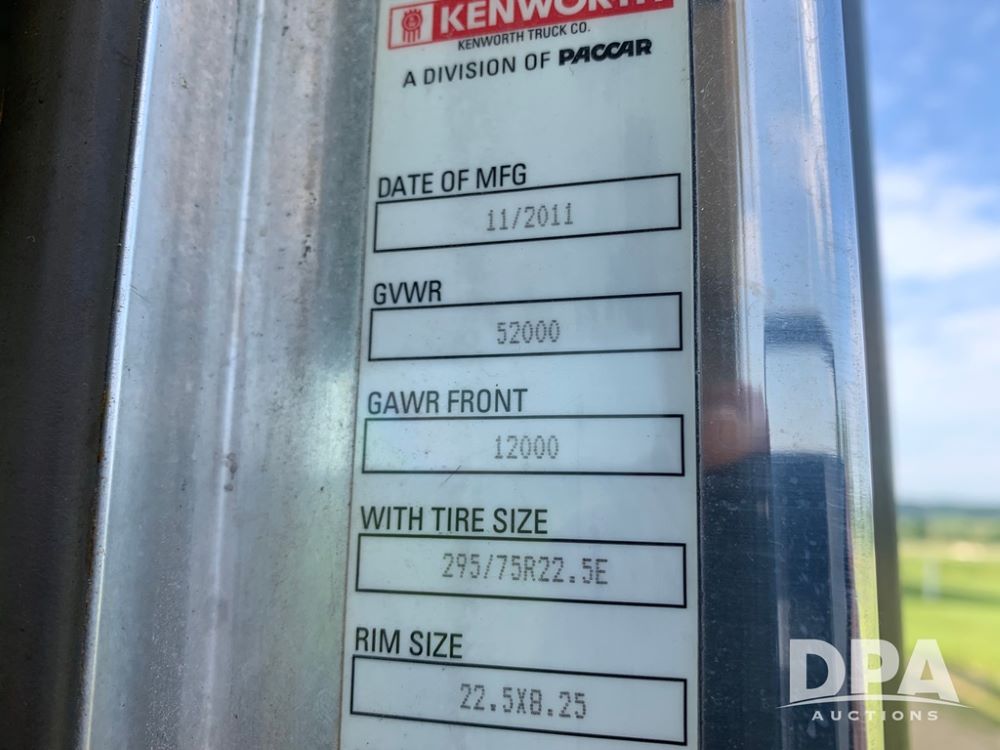 KENWORTH
KENWORTH TRUCK CO.
A DIVISION OF PACCAR
DATE OF MFG
11/2011
GVWR
52000
GAWR FRONT
12000
WITH TIRE SIZE
295/75R22.5E
RIM SIZE
22.5X8.25
DPA
AUCTIONS